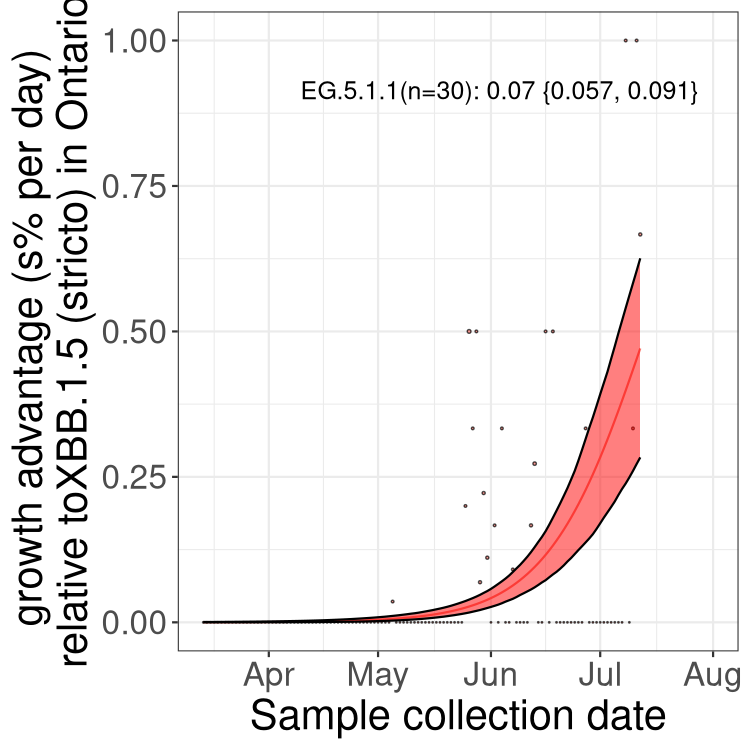 growth advantage (s% per day)
relative toXBB.1.5 (stricto) in Ontario
1.00
0.75
0.50
0.25
0.00
EG.5.1.1(n=30): 0.07 {0.057, 0.091}
Apr May Jun Jul Aug
Sample collection date